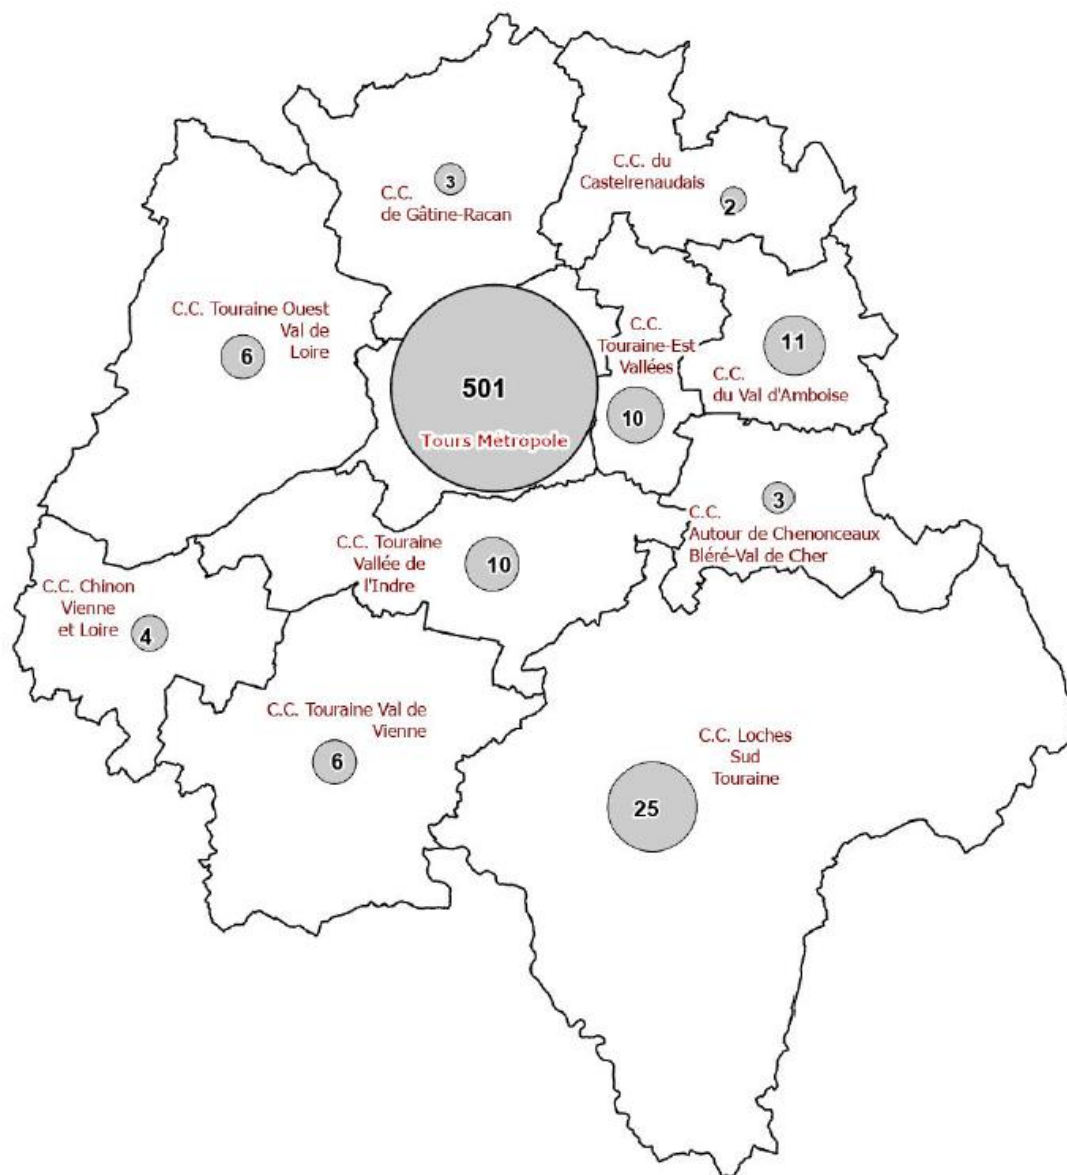 3
C.C.
de Gâtine-Racan
C.C. du
Castelrenaudais
2
C.C. Touraine Ouest
Val de
Loire
6
501
Tours Métropole
C.C.
Touraine-Est
Vallées
10
11
C.C.
du Val d'Amboise
3
C.C.
Autour de Chenonceaux
Bléré-Val de Cher
C.C. Touraine
Vallée de
l'Indre
10
C.C. Chinon
Vienne
et Loire
4
C.C. Touraine Val de
Vienne
6
C.C. Loches
Sud
Touraine
25